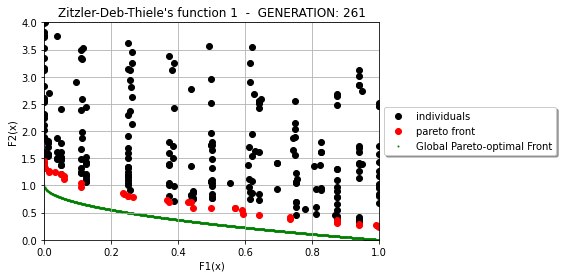 Zitzler-Deb-Thiele's function 1 - GENERATION: 261
4.0
3.5
3.0
2.5
2.0
1.5
1.0
0.5
0.0
F2(x)
0.0 0.2 0.4 0.6 0.8 1.0
F1(x)
individuals
pareto front
Global Pareto-optimal Front